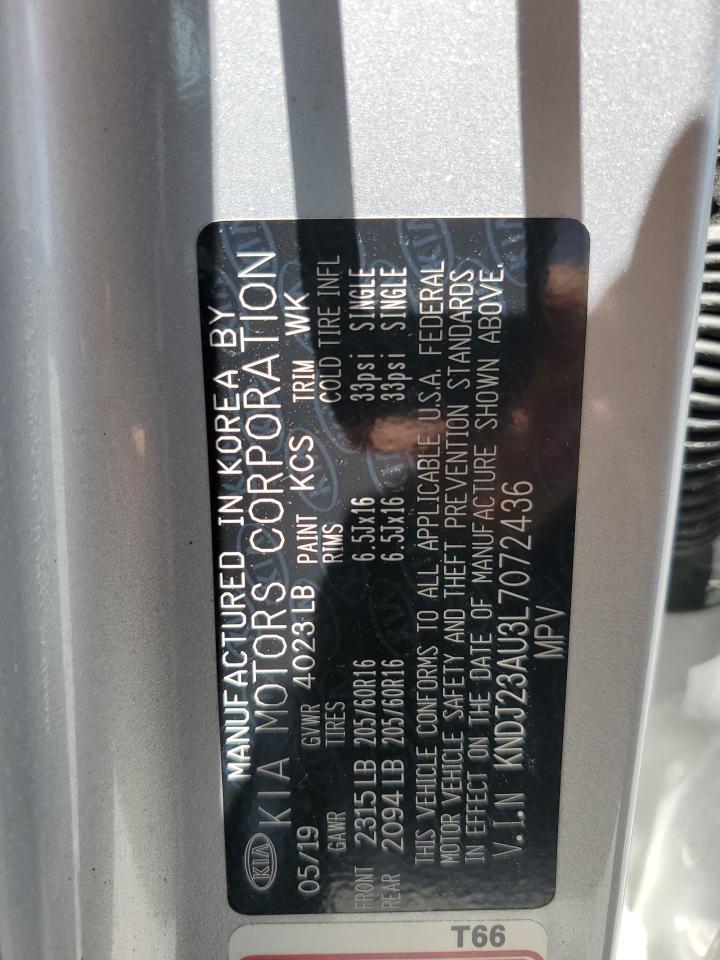 MANUFACTURED IN KOREA BY
KIA KIA MOTORS CORPORATION
05/19 GVWR 4023 LB PAINT KCS TRIM WK
GAWR TIRES RIMS COLD TIRE INFL
FRONT 2315 LB 205/60R16 6.5Jx16 33psi SINGLE
REAR 2094 LB 205/60R16 6.5Jx16 33psi SINGLE
THIS VEHICLE CONFORMS TO ALL APPLICABLE U.S.A. FEDERAL
MOTOR VEHICLE SAFETY AND THEFT PREVENTION STANDARDS
IN EFFECT ON THE DATE OF MANUFACTURE SHOWN ABOVE.
V.I.N KNDJ23AU3L7072436
MPV
T66